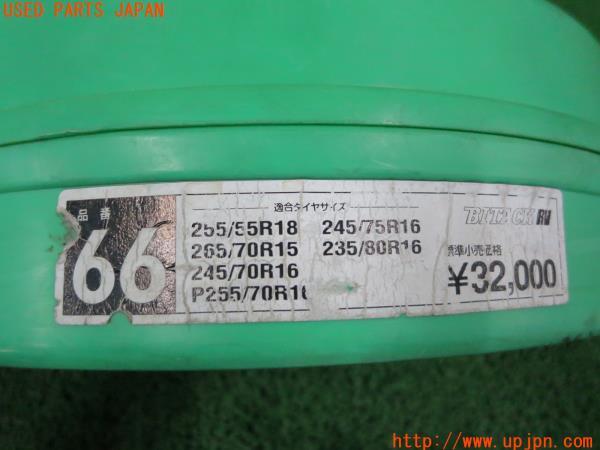 USED PARTS JAPAN
品番
66
適合タイヤサイズ
255/55R18 245/75R16
265/70R15 235/80R16
245/70R16
P255/70R16
BITACK RV
標準小売価格
¥32,000
http://www.upjpn.com/